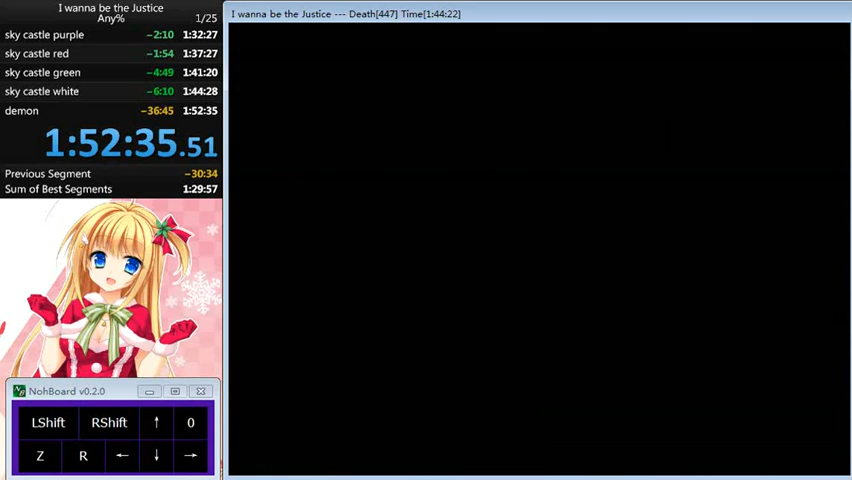 I wanna be the Justice
Any% 1/25
sky castle purple −2:10 1:32:27
sky castle red −1:54 1:37:27
sky castle green −4:49 1:41:20
sky castle white −6:10 1:44:28
demon −36:45 1:52:35
1:52:35.51
Previous Segment −30:34
Sum of Best Segments 1:29:57
NohBoard v0.2.0
LShift RShift ↑ 0
Z R ← ↓ →
I wanna be the Justice --- Death[447] Time[1:44:22]